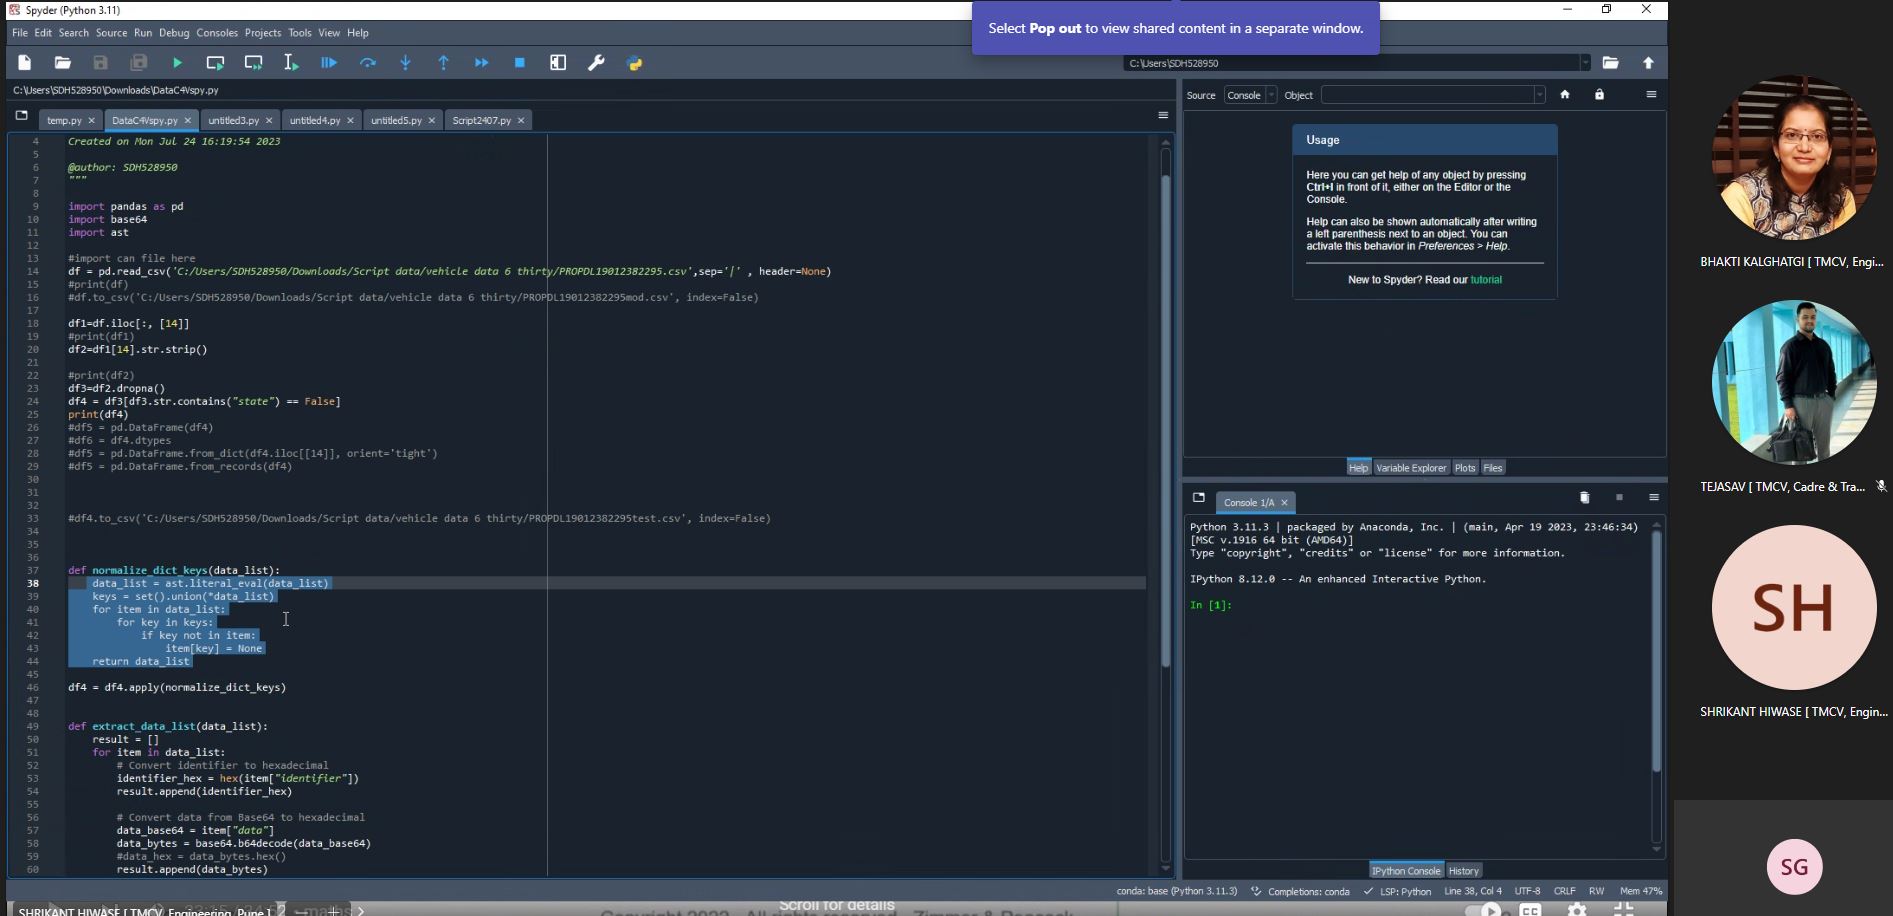 Spyder (Python 3.11)
File Edit Search Source Run Debug Consoles Projects Tools View Help
Select Pop out to view shared content in a separate window.
C:\Users\SDH528950
C:\Users\SDH528950\Downloads\DataC4Vspy.py
temp.py DataC4Vspy.py untitled3.py untitled4.py untitled5.py Script2407.py
4 Created on Mon Jul 24 16:19:54 2023
5
6 @author: SDH528950
7 """
8
9 import pandas as pd
10 import base64
11 import ast
12
13 #import can file here
14 df = pd.read_csv('C:/Users/SDH528950/Downloads/Script data/vehicle data 6 thirty/PROPDL19012382295.csv',sep='|' , header=None)
15 #print(df)
16 #df.to_csv('C:/Users/SDH528950/Downloads/Script data/vehicle data 6 thirty/PROPDL19012382295mod.csv', index=False)
17
18 df1=df.iloc[:, [14]]
19 #print(df1)
20 df2=df1[14].str.strip()
21
22 #print(df2)
23 df3=df2.dropna()
24 df4 = df3[df3.str.contains("state") == False]
25 print(df4)
26 #df5 = pd.DataFrame(df4)
27 #df6 = df4.dtypes
28 #df5 = pd.DataFrame.from_dict(df4.iloc[[14]], orient='tight')
29 #df5 = pd.DataFrame.from_records(df4)
30
31
32
33 #df4.to_csv('C:/Users/SDH528950/Downloads/Script data/vehicle data 6 thirty/PROPDL19012382295test.csv', index=False)
34
35
36
37 def normalize_dict_keys(data_list):
38 data_list = ast.literal_eval(data_list)
39 keys = set().union(*data_list)
40 for item in data_list:
41 for key in keys:
42 if key not in item:
43 item[key] = None
44 return data_list
45
46 df4 = df4.apply(normalize_dict_keys)
47
48
49 def extract_data_list(data_list):
50 result = []
51 for item in data_list:
52 # Convert identifier to hexadecimal
53 identifier_hex = hex(item["identifier"])
54 result.append(identifier_hex)
55
56 # Convert data from Base64 to hexadecimal
57 data_base64 = item["data"]
58 data_bytes = base64.b64decode(data_base64)
59 #data_hex = data_bytes.hex()
60 result.append(data_bytes)
Source Console Object
Usage
Here you can get help of any object by pressing
Ctrl+I in front of it, either on the Editor or the
Console.
Help can also be shown automatically after writing
a left parenthesis next to an object. You can
activate this behavior in Preferences > Help.
New to Spyder? Read our tutorial
Help Variable Explorer Plots Files
Console 1/A
Python 3.11.3 | packaged by Anaconda, Inc. | (main, Apr 19 2023, 23:46:34)
[MSC v.1916 64 bit (AMD64)]
Type "copyright", "credits" or "license" for more information.
IPython 8.12.0 -- An enhanced Interactive Python.
In [1]:
IPython Console History
conda: base (Python 3.11.3) Completions: conda LSP: Python Line 38, Col 4 UTF-8 CRLF RW Mem 47%
SHRIKANT HIWASE [ TMCV, Engineering, Pune ]
Scroll for details
BHAKTI KALGHATGI [ TMCV, Engi...
TEJASAV [ TMCV, Cadre & Tra...
SH
SHRIKANT HIWASE [ TMCV, Engin...
SG